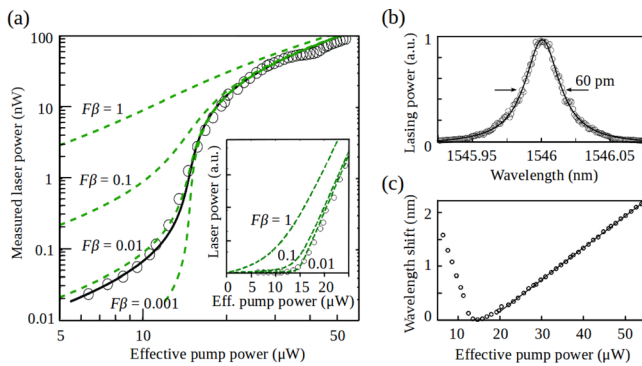 (a)
Measured laser power (nW)
100
10
1
0.1
0.01
5
10
50
Effective pump power (μW)
Fβ = 1
Fβ = 0.1
Fβ = 0.01
Fβ = 0.001
Laser power (a.u.)
Fβ = 1
0.1
0.01
0 5 10 15 20
Eff. pump power (μW)
(b)
Lasing power (a.u.)
1
0
60 pm
1545.95 1546 1546.05
Wavelength (nm)
(c)
Wavelength shift (nm)
2
1
0
10 20 30 40 50
Effective pump power (μW)